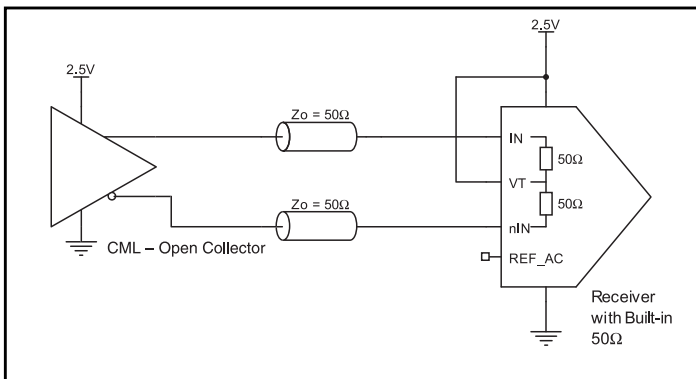 2.5V
2.5V
Zo = 50Ω
IN
50Ω
VT
50Ω
Zo = 50Ω
nIN
CML – Open Collector
REF_AC
Receiver
with Built-in
50Ω